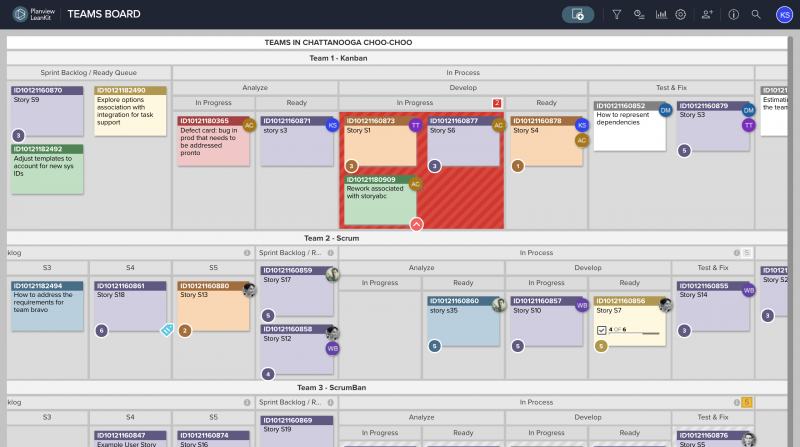 Planview
LeanKit
TEAMS BOARD
KS
TEAMS IN CHATTANOOGA CHOO-CHOO
Team 1 - Kanban
Sprint Backlog / Ready Queue
In Process
Analyze
Develop
Test & Fix
In Progress
Ready
In Progress
2
Ready
ID10121160870
Story S9
3
ID10121182490
Explore options
association with
integration for task
support
ID10121182492
Adjust templates to
account for new sys
IDs
ID10121180365
Defect card: bug in
prod that needs to
be addressed
pronto
AC
ID10121160871
story s3
KS
ID10121160873
Story S1
TT
3
ID10121160877
Story S6
AC
3
ID10121180909
Rework associated
with storyabc
AC
ID10121160878
Story S4
KS
AC
1
ID10121160852
How to represent
dependencies
DM
ID10121160879
Story S3
DM
TT
5
ID10121
Estimati
the tean
Team 2 - Scrum
klog
Sprint Backlog / R...
In Process
5
S3
S4
S5
Analyze
Develop
Test & Fix
In Progress
Ready
In Progress
Ready
ID10121182494
How to address the
requirements for
team bravo
ID10121160861
Story S18
6
ID10121160880
Story S13
2
ID10121160859
Story S17
5
ID10121160858
Story S12
WB
4
ID10121160860
story s35
5
ID10121160857
Story S10
WB
3
ID10121160856
Story S7
4 OF 6
5
ID10121160855
Story S14
WB
3
ID10121
Story S2
3
Team 3 - ScrumBan
klog
Sprint Backlog / R...
In Process
5
S3
S4
S5
Analyze
Develop
Test & Fix
In Progress
Ready
In Progress
Ready
ID10121160847
Example User Story
ID10121160874
Story S16
ID10121160869
Story S19
ID10121160876
Story S5